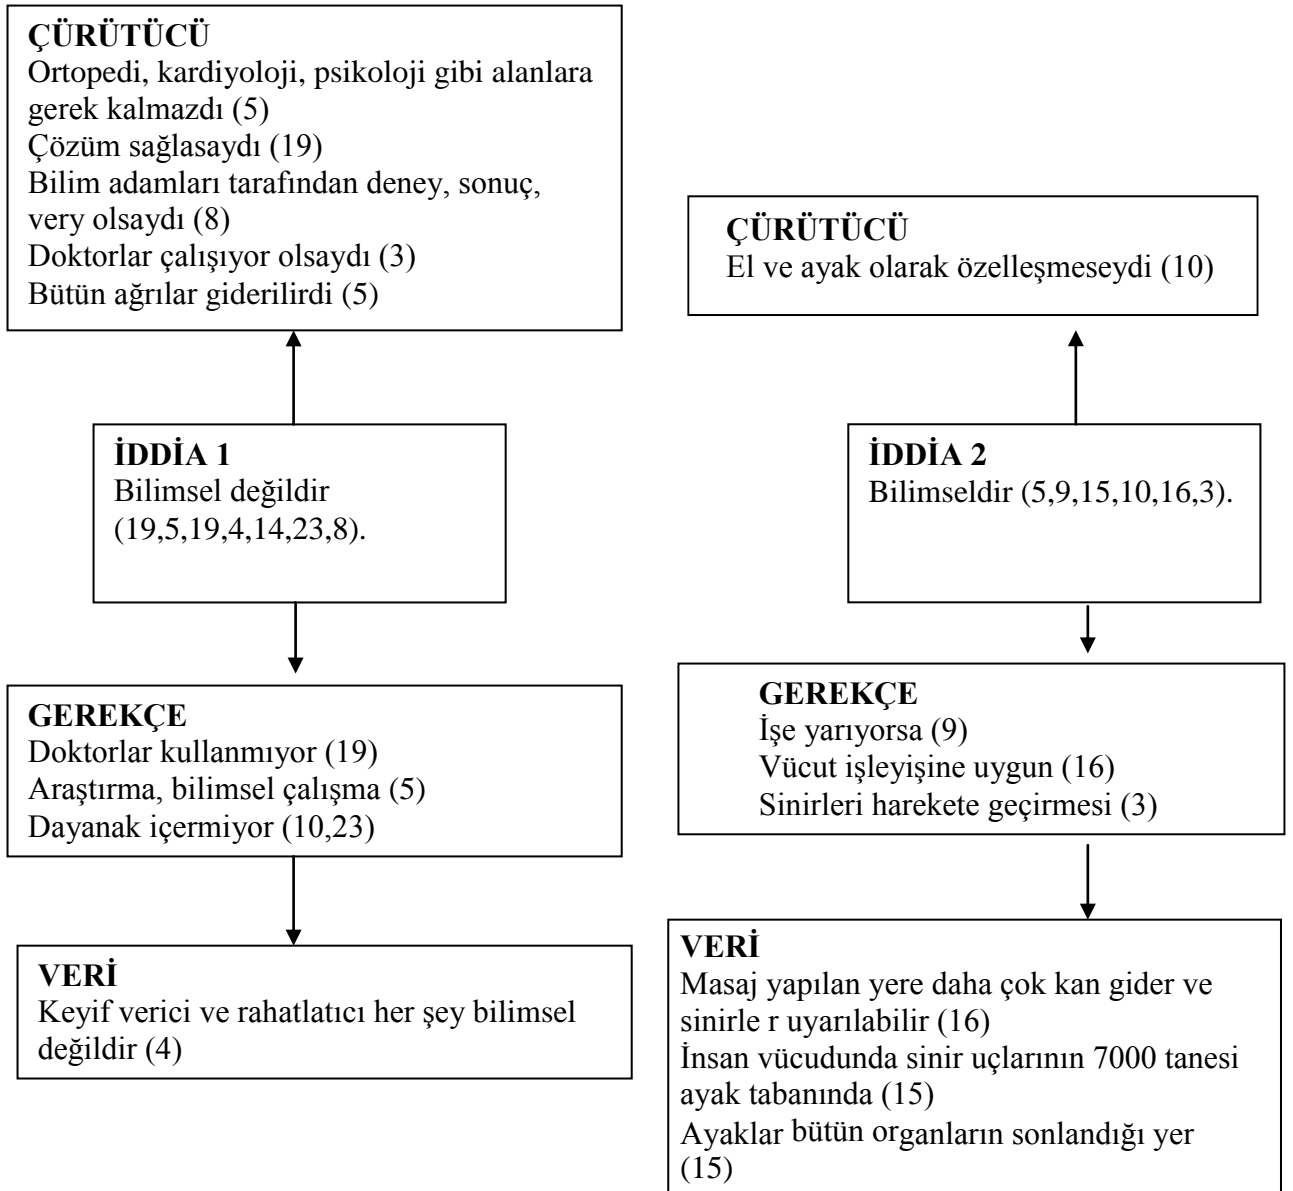 ÇÜRÜTÜCÜ
Ortopedi, kardiyoloji, psikoloji gibi alanlara
gerek kalmazdı (5)
Çözüm sağlasaydı (19)
Bilim adamları tarafından deney, sonuç,
very olsaydı (8)
Doktorlar çalışıyor olsaydı (3)
Bütün ağrılar giderilirdi (5)
ÇÜRÜTÜCÜ
El ve ayak olarak özelleşmeseydi (10)
İDDİA 1
Bilimsel değildir
(19,5,19,4,14,23,8).
İDDİA 2
Bilimseldir (5,9,15,10,16,3).
GEREKÇE
Doktorlar kullanmıyor (19)
Araştırma, bilimsel çalışma (5)
Dayanak içermiyor (10,23)
GEREKÇE
İşe yarıyorsa (9)
Vücut işleyişine uygun (16)
Sinirleri harekete geçirmesi (3)
VERİ
Keyif verici ve rahatlatıcı her şey bilimsel
değildir (4)
VERİ
Masaj yapılan yere daha çok kan gider ve
sinirle r uyarılabilir (16)
İnsan vücudunda sinir uçlarının 7000 tanesi
ayak tabanında (15)
Ayaklar bütün organların sonlandığı yer
(15)